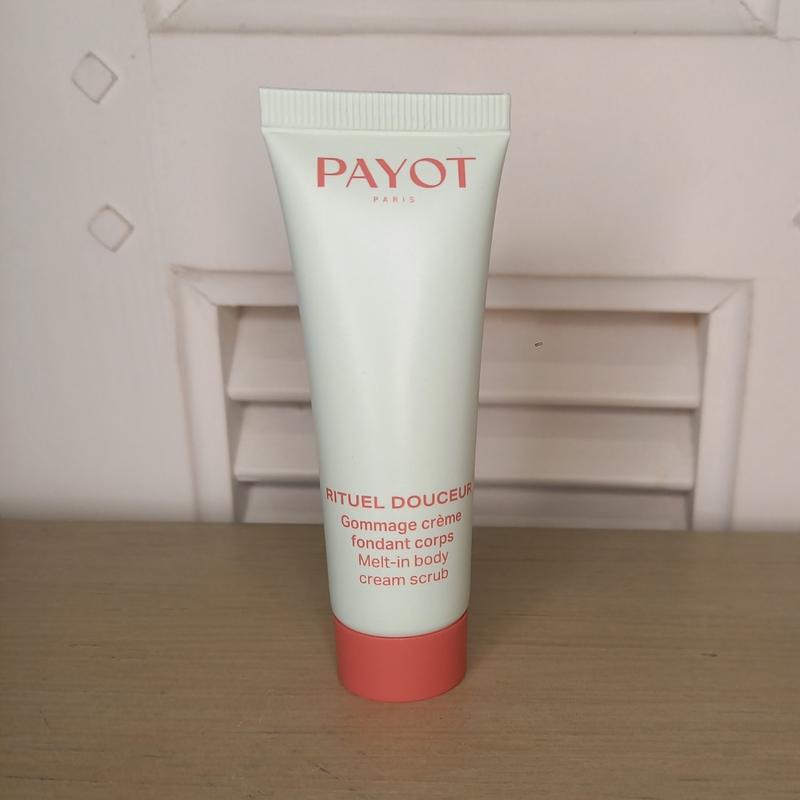 PAYOT
PARIS
RITUEL DOUCEUR
Gommage crème
fondant corps
Melt-in body
cream scrub